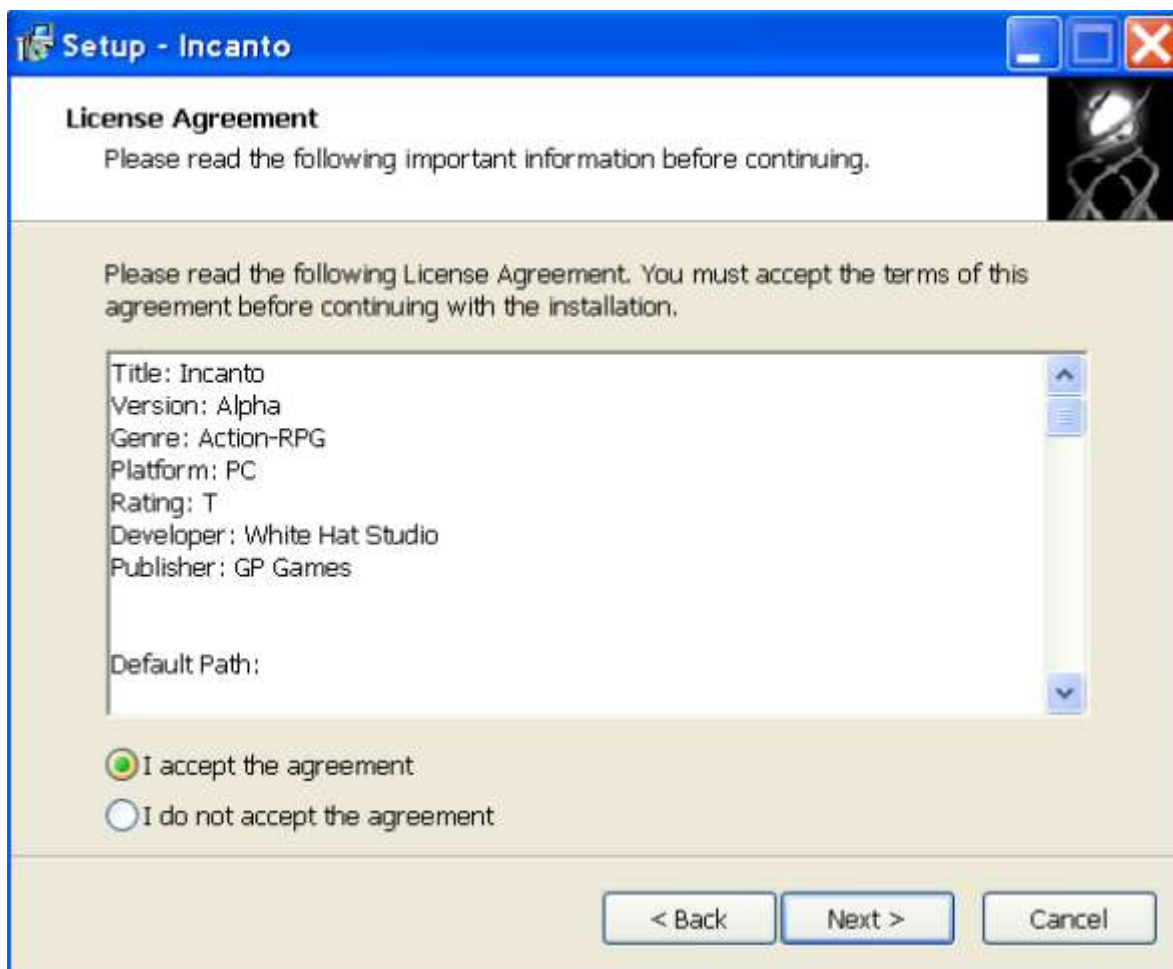 Setup - Incanto
License Agreement
Please read the following important information before continuing.
Please read the following License Agreement. You must accept the terms of this
agreement before continuing with the installation.
Title: Incanto
Version: Alpha
Genre: Action-RPG
Platform: PC
Rating: T
Developer: White Hat Studio
Publisher: GP Games
Default Path:
I accept the agreement
I do not accept the agreement
< Back Next > Cancel